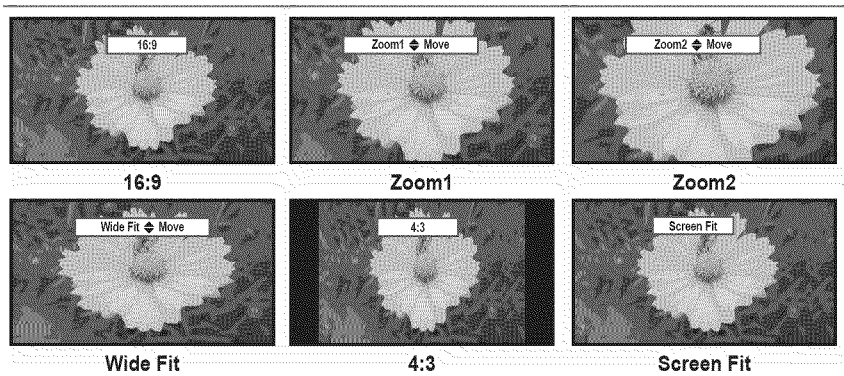 16:9
Zoom1 ⬘ Move
Zoom2 ⬘ Move
16:9
Zoom1
Zoom2
Wide Fit ⬘ Move
4:3
Screen Fit
Wide Fit
4:3
Screen Fit